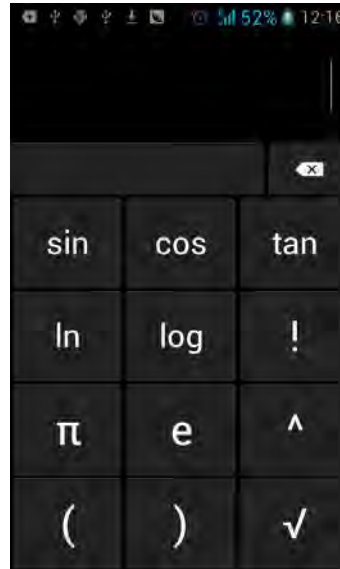 52% 12:16
sin cos tan
ln log !
π e ^
( ) √